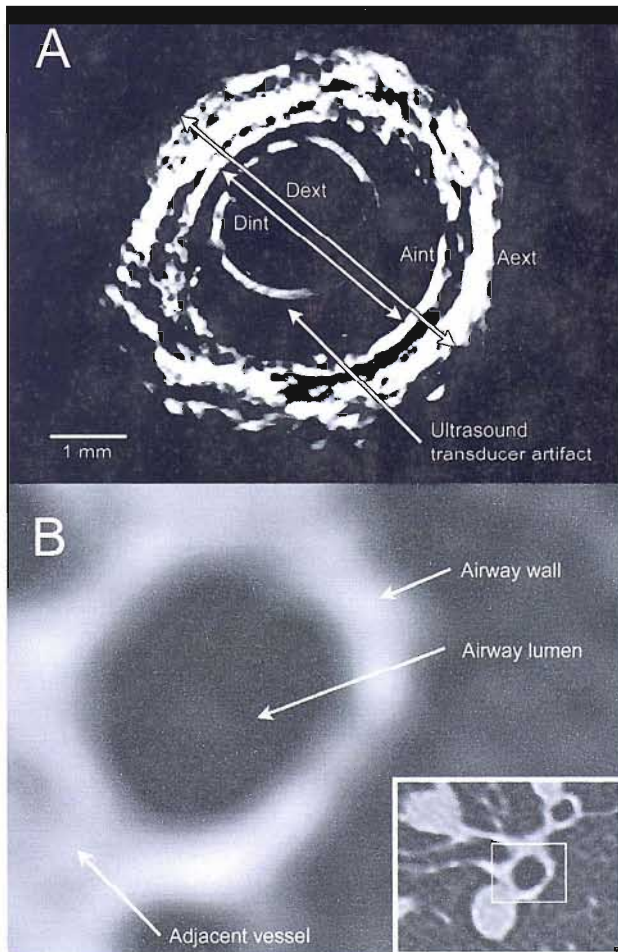 A
Dext
Dint
Aint
Aext
1 mm
Ultrasound
transducer artifact
B
Airway wall
Airway lumen
Adjacent vessel